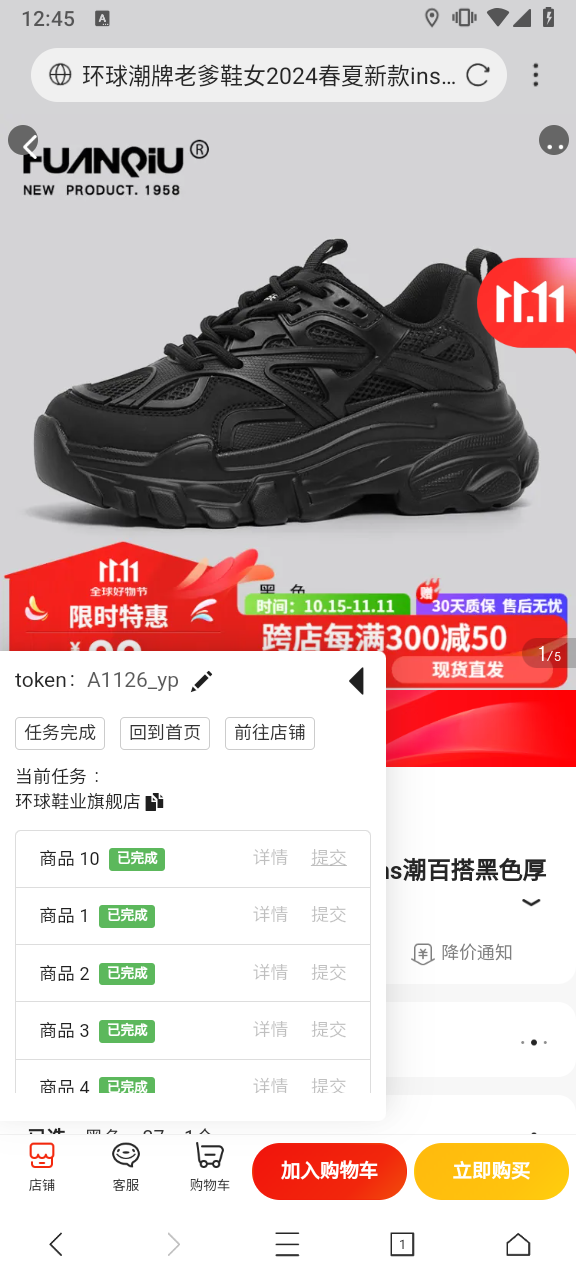 12:45
A
环球潮牌老爹鞋女2024春夏新款ins...
FUANQiU®
NEW PRODUCT. 1958
11.11
11.11
全球好物节
限时特惠
黑色
时间：10.15-11.11
赠
30天质保 售后无忧
跨店每满300减50
现货直发
1/5
token： A1126_yp
任务完成
回到首页
前往店铺
当前任务：
环球鞋业旗舰店
商品 10 已完成 详情 提交
商品 1 已完成 详情 提交
商品 2 已完成 详情 提交
商品 3 已完成 详情 提交
商品 4 已完成 详情 提交
ns潮百搭黑色厚
降价通知
店铺
客服
购物车
加入购物车
立即购买
1